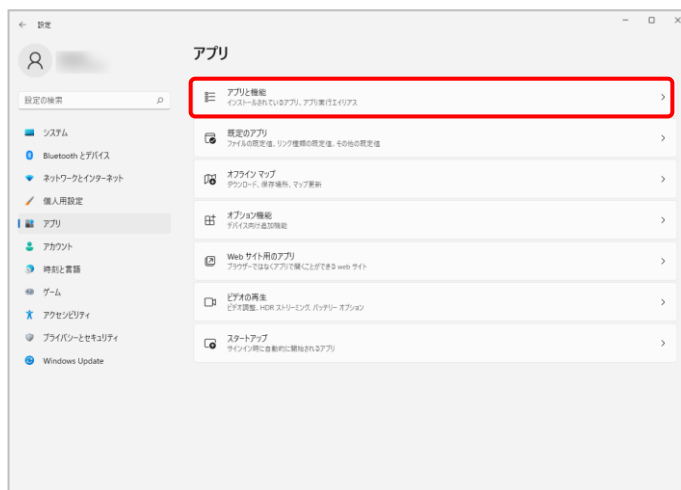 設定
アプリ
設定の検索
システム
Bluetooth とデバイス
ネットワークとインターネット
個人用設定
アプリ
アカウント
時刻と言語
ゲーム
アクセシビリティ
プライバシーとセキュリティ
Windows Update
アプリと機能
インストールされているアプリ、アプリ実行エイリアス
既定のアプリ
ファイルの既定値、リンク種類の既定値、その他の既定値
オフライン マップ
ダウンロード、保存場所、マップ更新
オプション機能
デバイス向け追加機能
Web サイト用のアプリ
ブラウザーではなくアプリで開くことができる web サイト
ビデオの再生
ビデオ調整、HDR ストリーミング、バッテリー オプション
スタートアップ
サインイン時に自動的に開始されるアプリ